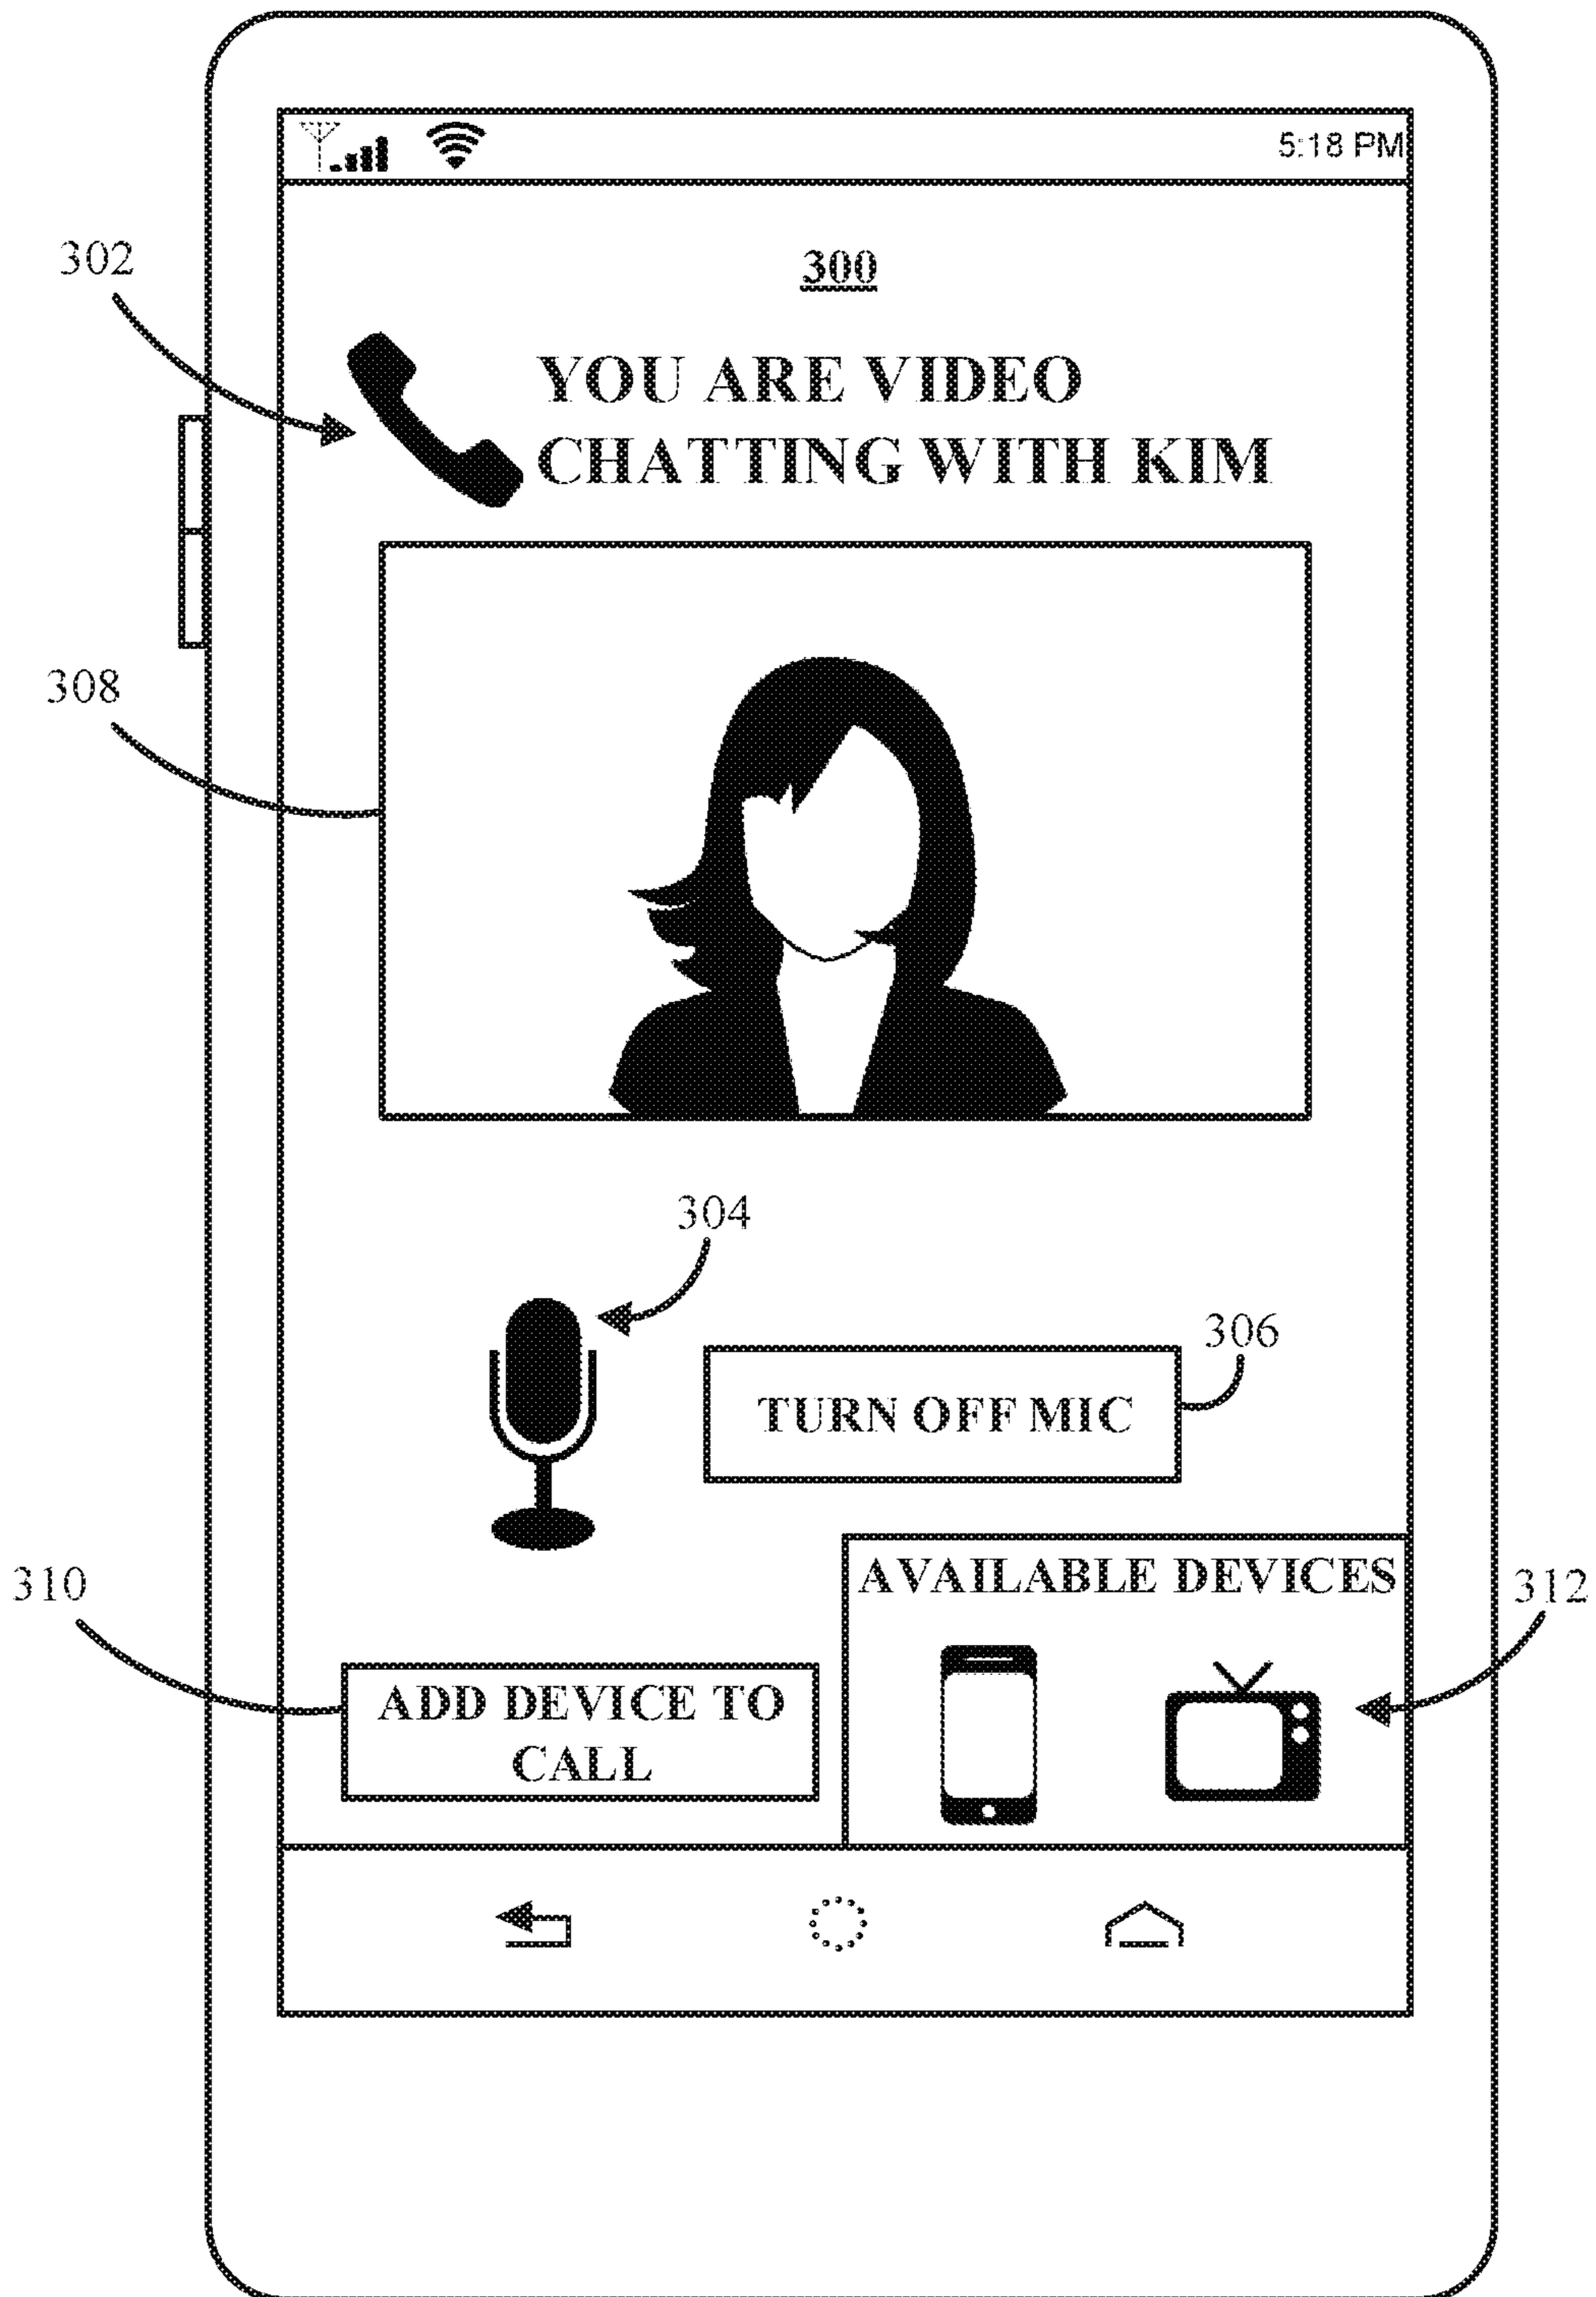 5:18 PM
302
300
YOU ARE VIDEO
CHATTING WITH KIM
308
304
306
TURN OFF MIC
310
AVAILABLE DEVICES
312
ADD DEVICE TO
CALL